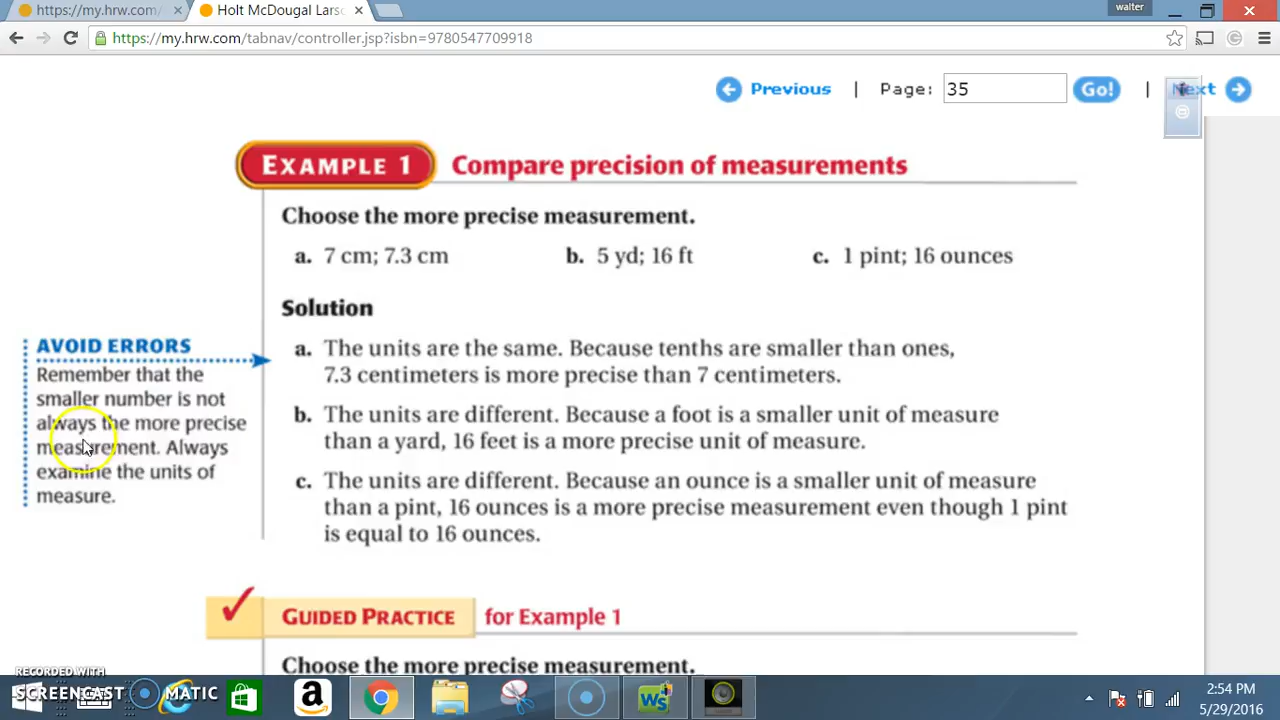 https://my.hrw.com/tabnav/ ×
Holt McDougal Lars ×
walter
https://my.hrw.com/tabnav/controller.jsp?isbn=9780547709918
Previous | Page: 35 Go! | Next
EXAMPLE 1 Compare precision of measurements
Choose the more precise measurement.
a. 7 cm; 7.3 cm b. 5 yd; 16 ft c. 1 pint; 16 ounces
Solution
AVOID ERRORS
Remember that the
smaller number is not
always the more precise
measurement. Always
examine the units of
measure.
a. The units are the same. Because tenths are smaller than ones,
7.3 centimeters is more precise than 7 centimeters.
b. The units are different. Because a foot is a smaller unit of measure
than a yard, 16 feet is a more precise unit of measure.
c. The units are different. Because an ounce is a smaller unit of measure
than a pint, 16 ounces is a more precise measurement even though 1 pint
is equal to 16 ounces.
GUIDED PRACTICE for Example 1
Choose the more precise measurement.
RECORDED WITH
SCREENCAST MATIC
2:54 PM
5/29/2016